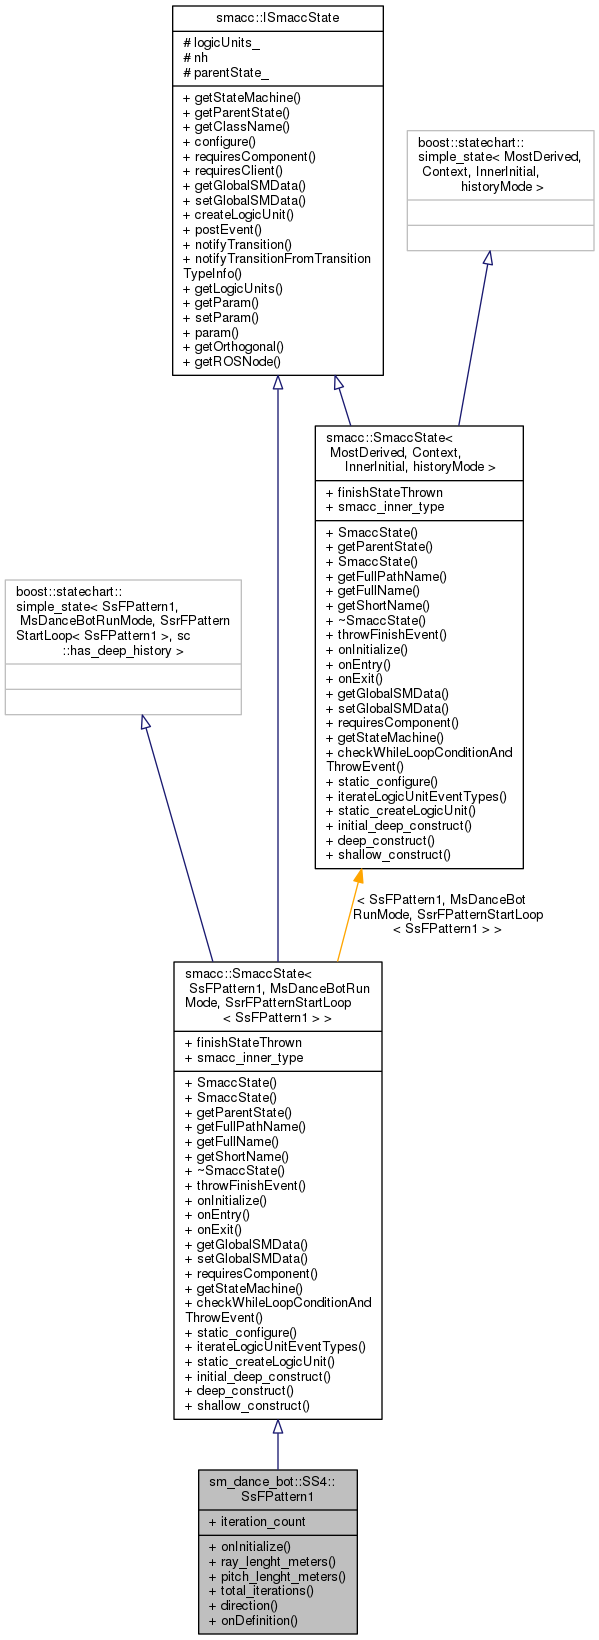 smacc::ISmaccState
# logicUnits_
# nh
# parentState_
+ getStateMachine()
+ getParentState()
+ getClassName()
+ configure()
+ requiresComponent()
+ requiresClient()
+ getGlobalSMData()
+ setGlobalSMData()
+ createLogicUnit()
+ postEvent()
+ notifyTransition()
+ notifyTransitionFromTransition
TypeInfo()
+ getLogicUnits()
+ getParam()
+ setParam()
+ param()
+ getOrthogonal()
+ getROSNode()
boost::statechart::
simple_state< MostDerived,
Context, InnerInitial,
historyMode >
smacc::SmaccState<
MostDerived, Context,
InnerInitial, historyMode >
+ finishStateThrown
+ smacc_inner_type
+ SmaccState()
+ getParentState()
+ SmaccState()
+ getFullPathName()
+ getFullName()
+ getShortName()
+ ~SmaccState()
+ throwFinishEvent()
+ onInitialize()
+ onEntry()
+ onExit()
+ getGlobalSMData()
+ setGlobalSMData()
+ requiresComponent()
+ getStateMachine()
+ checkWhileLoopConditionAnd
ThrowEvent()
+ static_configure()
+ iterateLogicUnitEventTypes()
+ static_createLogicUnit()
+ initial_deep_construct()
+ deep_construct()
+ shallow_construct()
boost::statechart::
simple_state< SsFPattern1,
MsDanceBotRunMode, SsrFPattern
StartLoop< SsFPattern1 >, sc
::has_deep_history >
< SsFPattern1, MsDanceBot
RunMode, SsrFPatternStartLoop
< SsFPattern1 > >
smacc::SmaccState<
SsFPattern1, MsDanceBotRun
Mode, SsrFPatternStartLoop
< SsFPattern1 > >
+ finishStateThrown
+ smacc_inner_type
+ SmaccState()
+ SmaccState()
+ getParentState()
+ getFullPathName()
+ getFullName()
+ getShortName()
+ ~SmaccState()
+ throwFinishEvent()
+ onInitialize()
+ onEntry()
+ onExit()
+ getGlobalSMData()
+ setGlobalSMData()
+ requiresComponent()
+ getStateMachine()
+ checkWhileLoopConditionAnd
ThrowEvent()
+ static_configure()
+ iterateLogicUnitEventTypes()
+ static_createLogicUnit()
+ initial_deep_construct()
+ deep_construct()
+ shallow_construct()
sm_dance_bot::SS4::
SsFPattern1
+ iteration_count
+ onInitialize()
+ ray_lenght_meters()
+ pitch_lenght_meters()
+ total_iterations()
+ direction()
+ onDefinition()